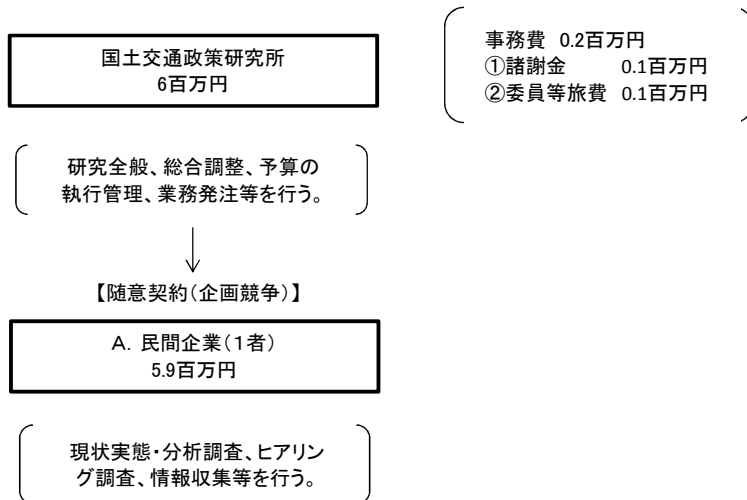 国土交通政策研究所
6百万円
事務費 0.2百万円
①諸謝金 0.1百万円
②委員等旅費 0.1百万円
研究全般、総合調整、予算の
執行管理、業務発注等を行う。
【随意契約(企画競争)】
A. 民間企業(1者)
5.9百万円
現状実態・分析調査、ヒアリン
グ調査、情報収集等を行う。